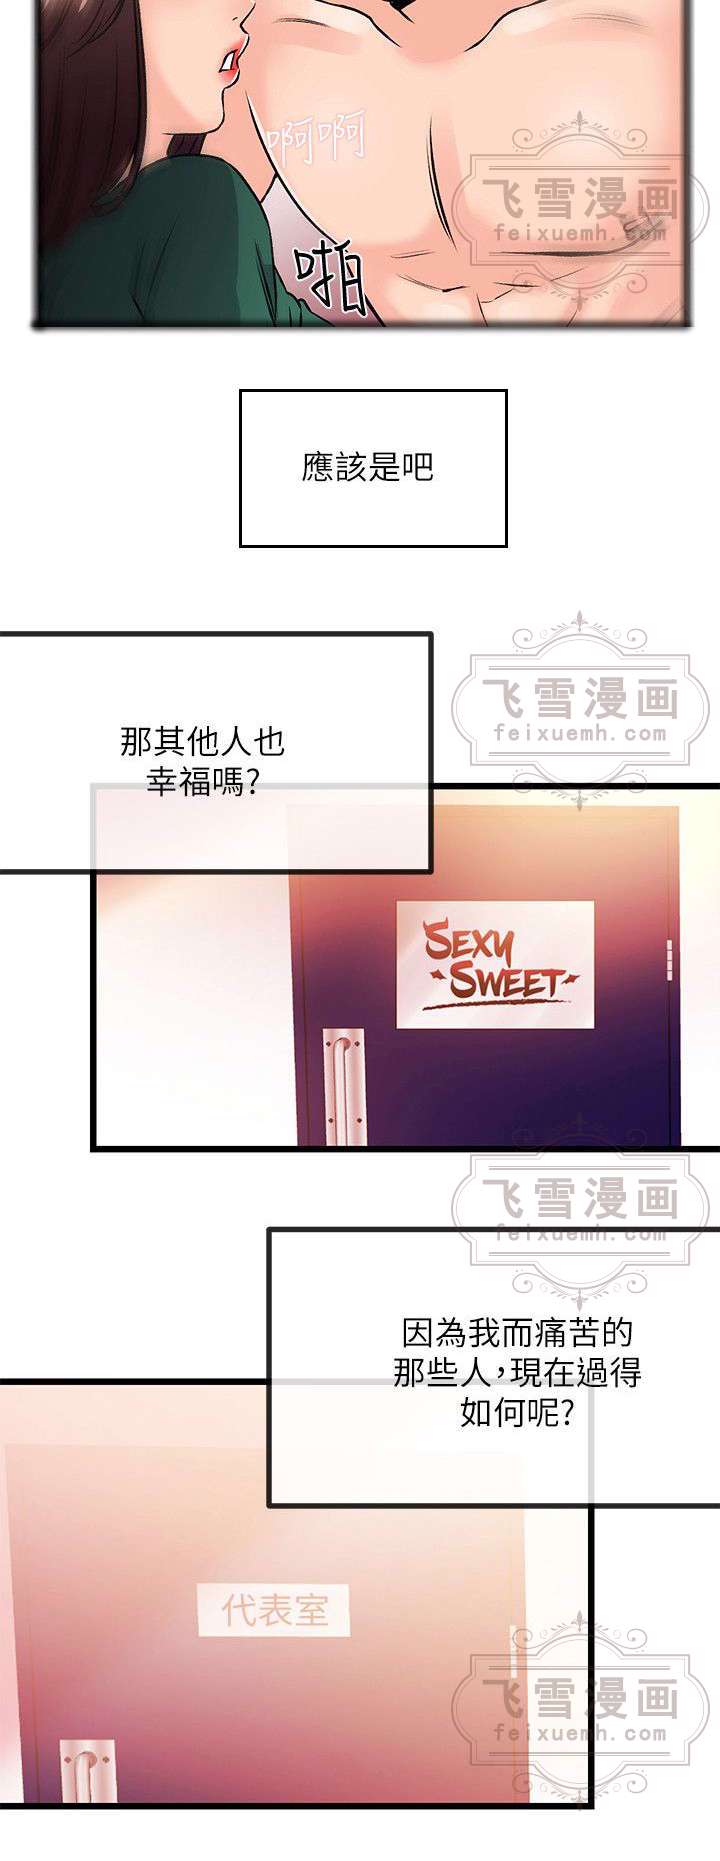 啊啊
飞雪漫画
feixuemh.com
啪
應該是吧
飞雪漫画
feixuemh.com
那其他人也
幸福嗎?
SEXY
SWEET
飞雪漫画
feixuemh.com
因為我而痛苦的
那些人,現在過得
如何呢?
代表室
飞雪漫画
feixuemh.com